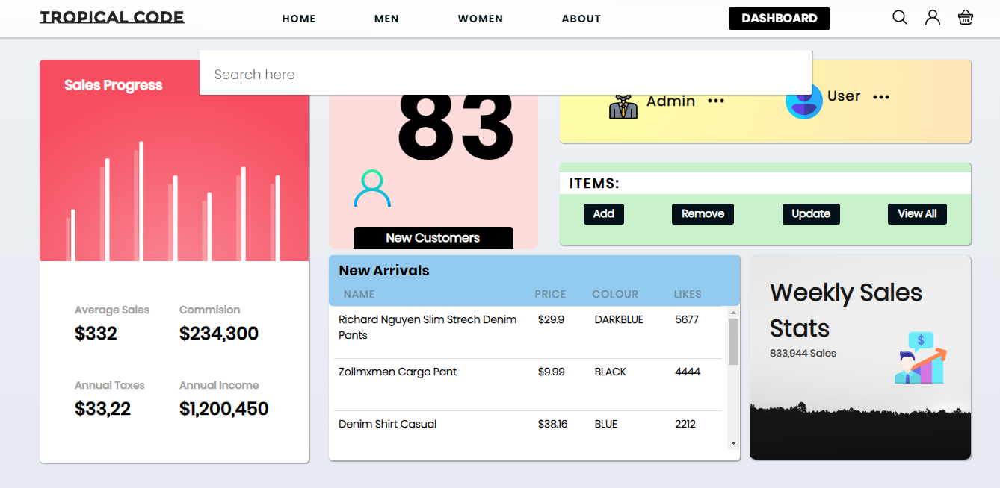 TROPICAL CODE
HOME MEN WOMEN ABOUT
DASHBOARD
Search here
Sales Progress
Average Sales Commision
$332 $234,300
Annual Taxes Annual Income
$33,22 $1,200,450
83
New Customers
Admin ••• User •••
ITEMS:
Add Remove Update View All
New Arrivals
NAME PRICE COLOUR LIKES
Richard Nguyen Slim Strech Denim $29.9 DARKBLUE 5677
Pants
Zoilmxmen Cargo Pant $9.99 BLACK 4444
Denim Shirt Casual $38.16 BLUE 2212
Weekly Sales
Stats
833,944 Sales
$